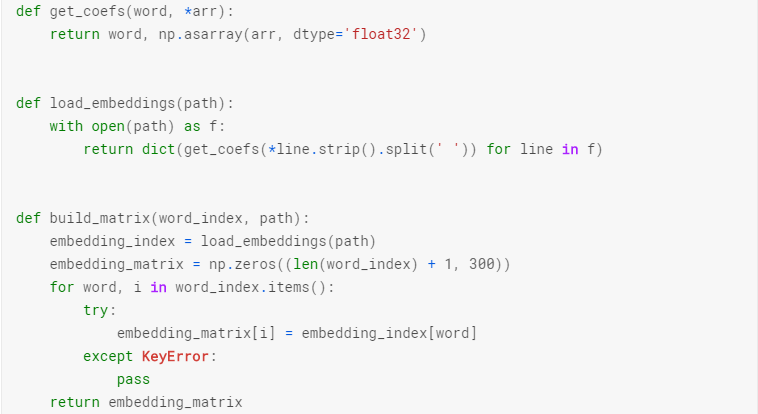 def get_coefs(word, *arr):
    return word, np.asarray(arr, dtype='float32')
def load_embeddings(path):
    with open(path) as f:
        return dict(get_coefs(*line.strip().split(' ')) for line in f)
def build_matrix(word_index, path):
    embedding_index = load_embeddings(path)
    embedding_matrix = np.zeros((len(word_index) + 1, 300))
    for word, i in word_index.items():
        try:
            embedding_matrix[i] = embedding_index[word]
        except KeyError:
            pass
    return embedding_matrix